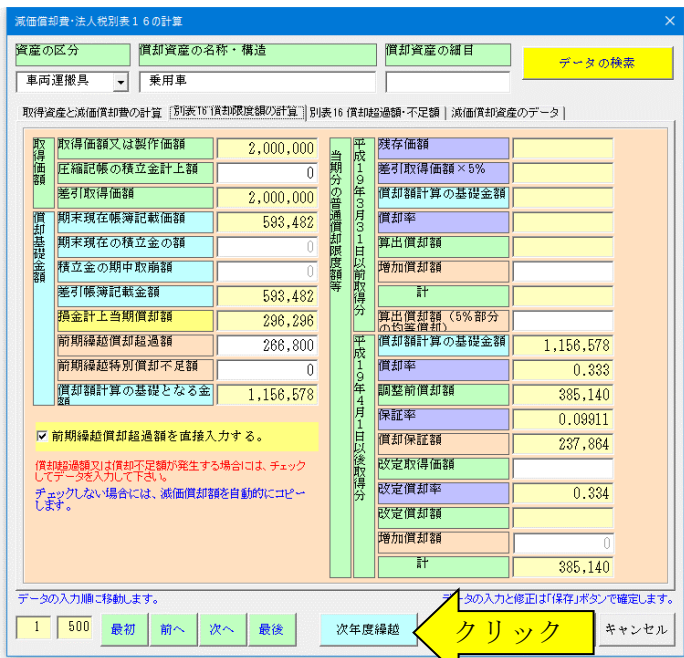 減価償却費・法人税別表１６の計算
資産の区分
償却資産の名称・構造
償却資産の細目
データの検索
車両運搬具
乗用車
取得資産と減価償却費の計算
別表16 償却限度額の計算
別表16 償却超過額・不足額
減価償却資産のデータ
取得価額
取得価額又は製作価額 2,000,000
圧縮記帳の積立金計上額 0
差引取得価額 2,000,000
償却基礎金額
期末現在帳簿記載価額 593,482
期末現在の積立金の額 0
積立金の期中取崩額 0
差引帳簿記載金額 593,482
損金計上当期償却額 296,296
前期繰越償却超過額 266,800
前期繰越特別償却不足額 0
償却額計算の基礎となる金額 1,156,578
前期繰越償却超過額を直接入力する。
償却超過額又は償却不足額が発生する場合には、チェック
してデータを入力して下さい。
チェックしない場合には、減価償却額を自動的にコピー
します。
当期分の普通償却限度額等
平成19年3月31日以前取得分
残存価額
差引取得価額×5%
償却額計算の基礎金額
償却率
算出償却額
増加償却額
計
算出償却額（5%部分
の均等償却）
平成19年4月1日以後取得分
償却額計算の基礎金額 1,156,578
償却率 0.333
調整前償却額 385,140
保証率 0.09911
償却保証額 237,864
改定取得価額
改定償却率 0.334
改定償却額
増加償却額 0
計 385,140
データの入力順に移動します。
データの入力と修正は「保存」ボタンで確定します。
1 500 最初 前へ 次へ 最後 次年度繰越 クリック キャンセル